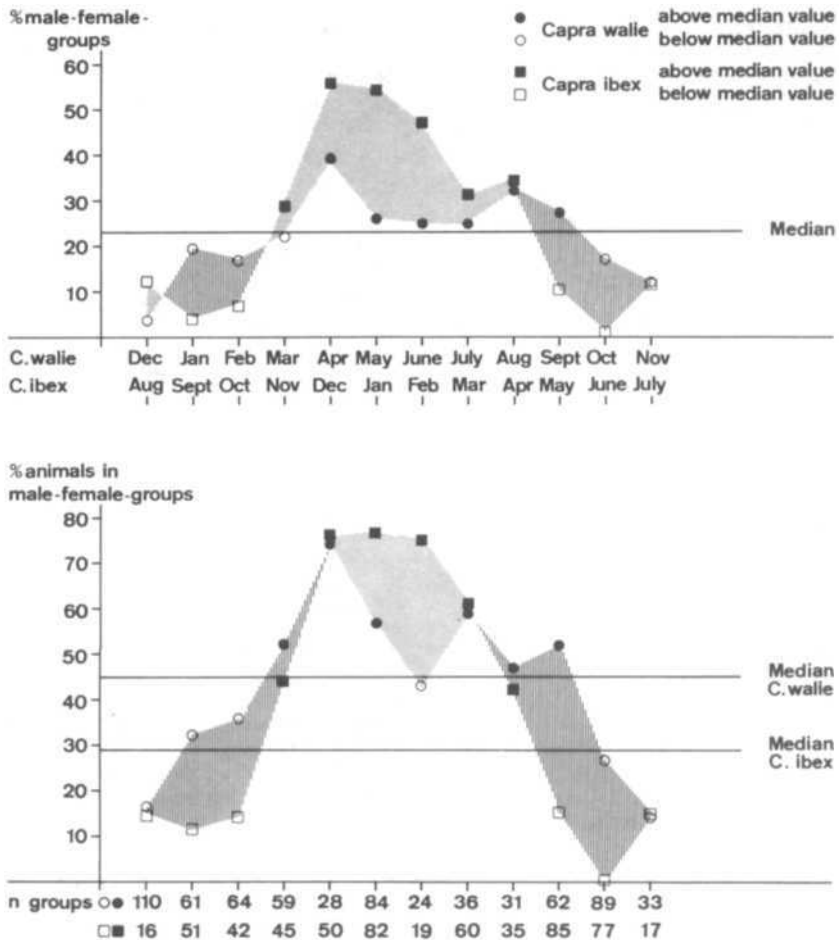 %male-female-groups
● Capra walie above median value
○ below median value
■ Capra ibex above median value
□ below median value
60
50
40
30
20
10
Median
C.walie Dec Jan Feb Mar Apr May June July Aug Sept Oct Nov
C.ibex Aug Sept Oct Nov Dec Jan Feb Mar Apr May June July
%animals in
male-female-groups
80
70
60
50
40
30
20
10
Median
C.walie
Median
C. ibex
n groups ○● 110 61 64 59 28 84 24 36 31 62 89 33
□■ 16 51 42 45 50 82 19 60 35 85 77 17